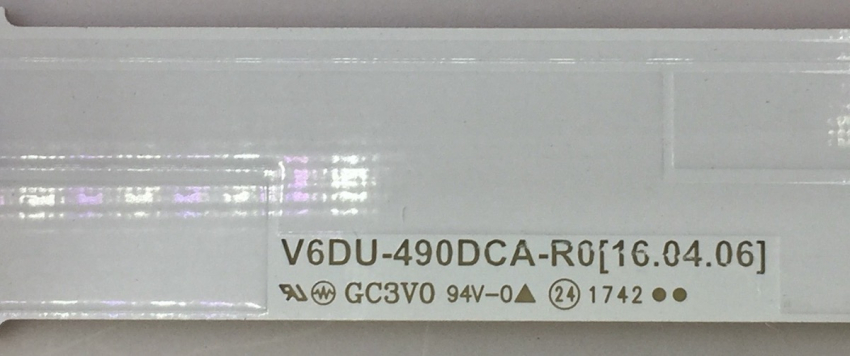 V6DU-490DCA-R0[16.04.06]
GC3V0 94V-0▲ ㉔ 1742 ●●